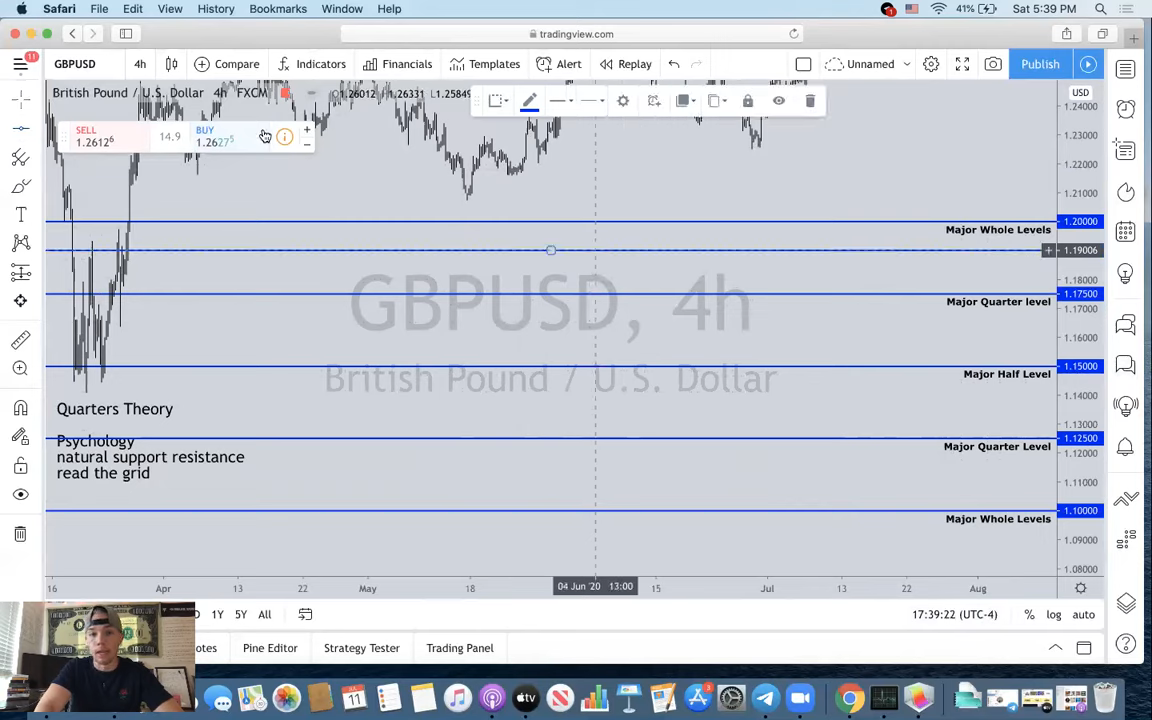 Safari File Edit View History Bookmarks Window Help 1 41% Sat 5:39 PM
tradingview.com
11 GBPUSD 4h Compare Indicators Financials Templates Alert Replay Unnamed Publish
British Pound / U.S. Dollar 4h FXCM O1.26012 H1.26331 L1.25849
USD
1.24000
SELL
1.26126
14.9
BUY
1.26275
1.23000
1.22000
1.21000
1.20000
Major Whole Levels
1.19006
1.18000
1.17500
Major Quarter level
1.17000
GBPUSD, 4h
1.16000
1.15000
Major Half Level
British Pound / U.S. Dollar
1.14000
Quarters Theory
1.13000
Psychology
1.12500
Major Quarter Level
natural support resistance
1.12000
read the grid
1.11000
1.10000
Major Whole Levels
1.09000
1.08000
16 Apr 13 22 May 18 04 Jun '20 13:00 15 Jul 13 22 Aug
1Y 5Y All 17:39:22 (UTC-4) % log auto
Pine Editor Strategy Tester Trading Panel